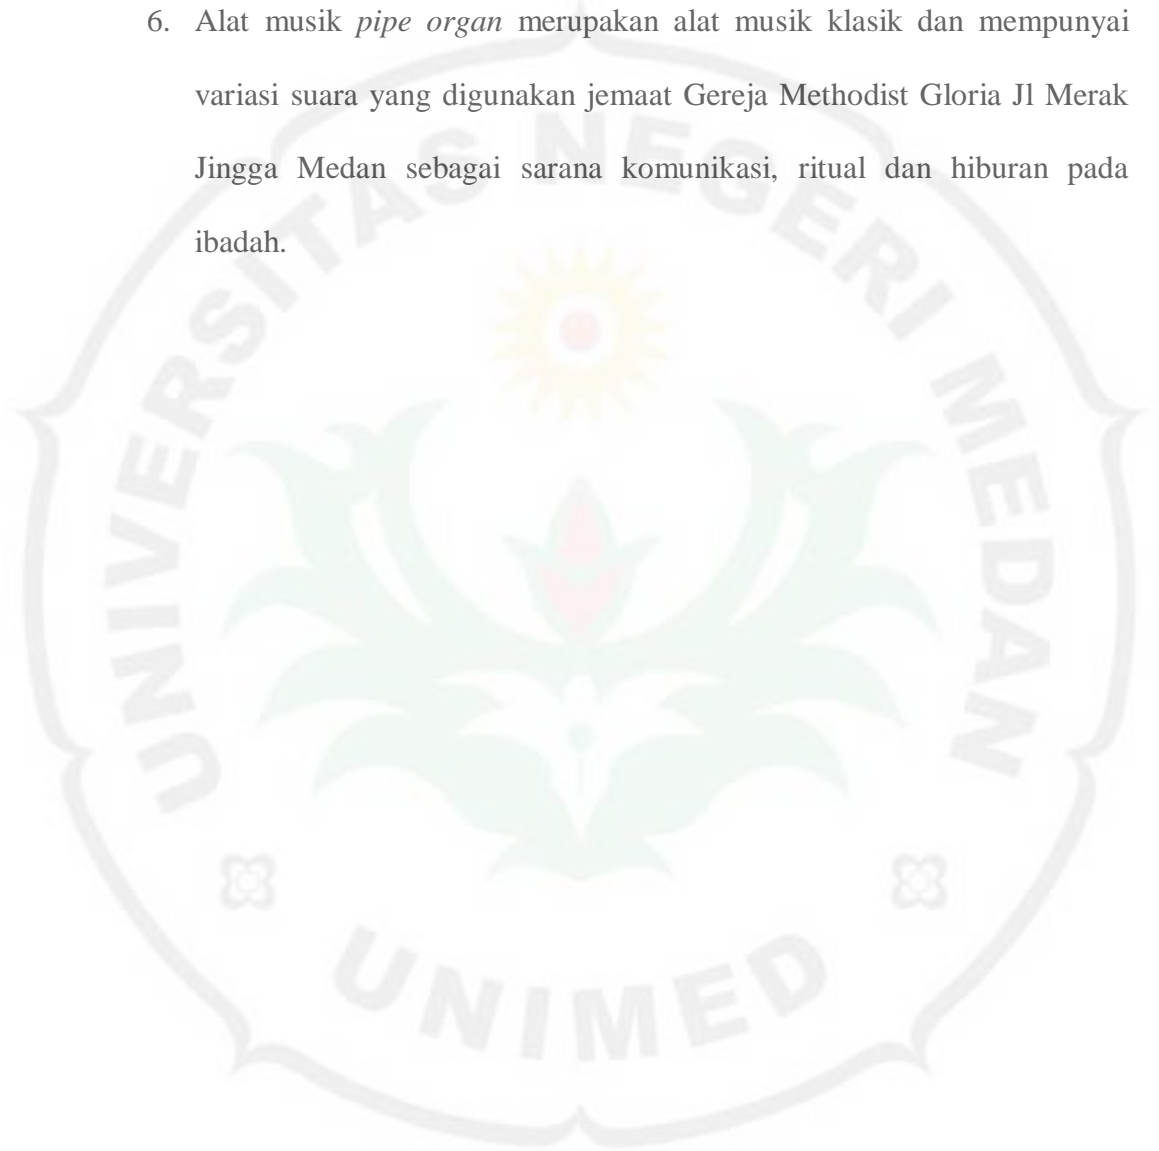 6. Alat musik pipe organ merupakan alat musik klasik dan mempunyai
variasi suara yang digunakan jemaat Gereja Methodist Gloria Jl Merak
Jingga Medan sebagai sarana komunikasi, ritual dan hiburan pada
ibadah.
UNIVERSITAS NEGERI MEDAN
UNIMED